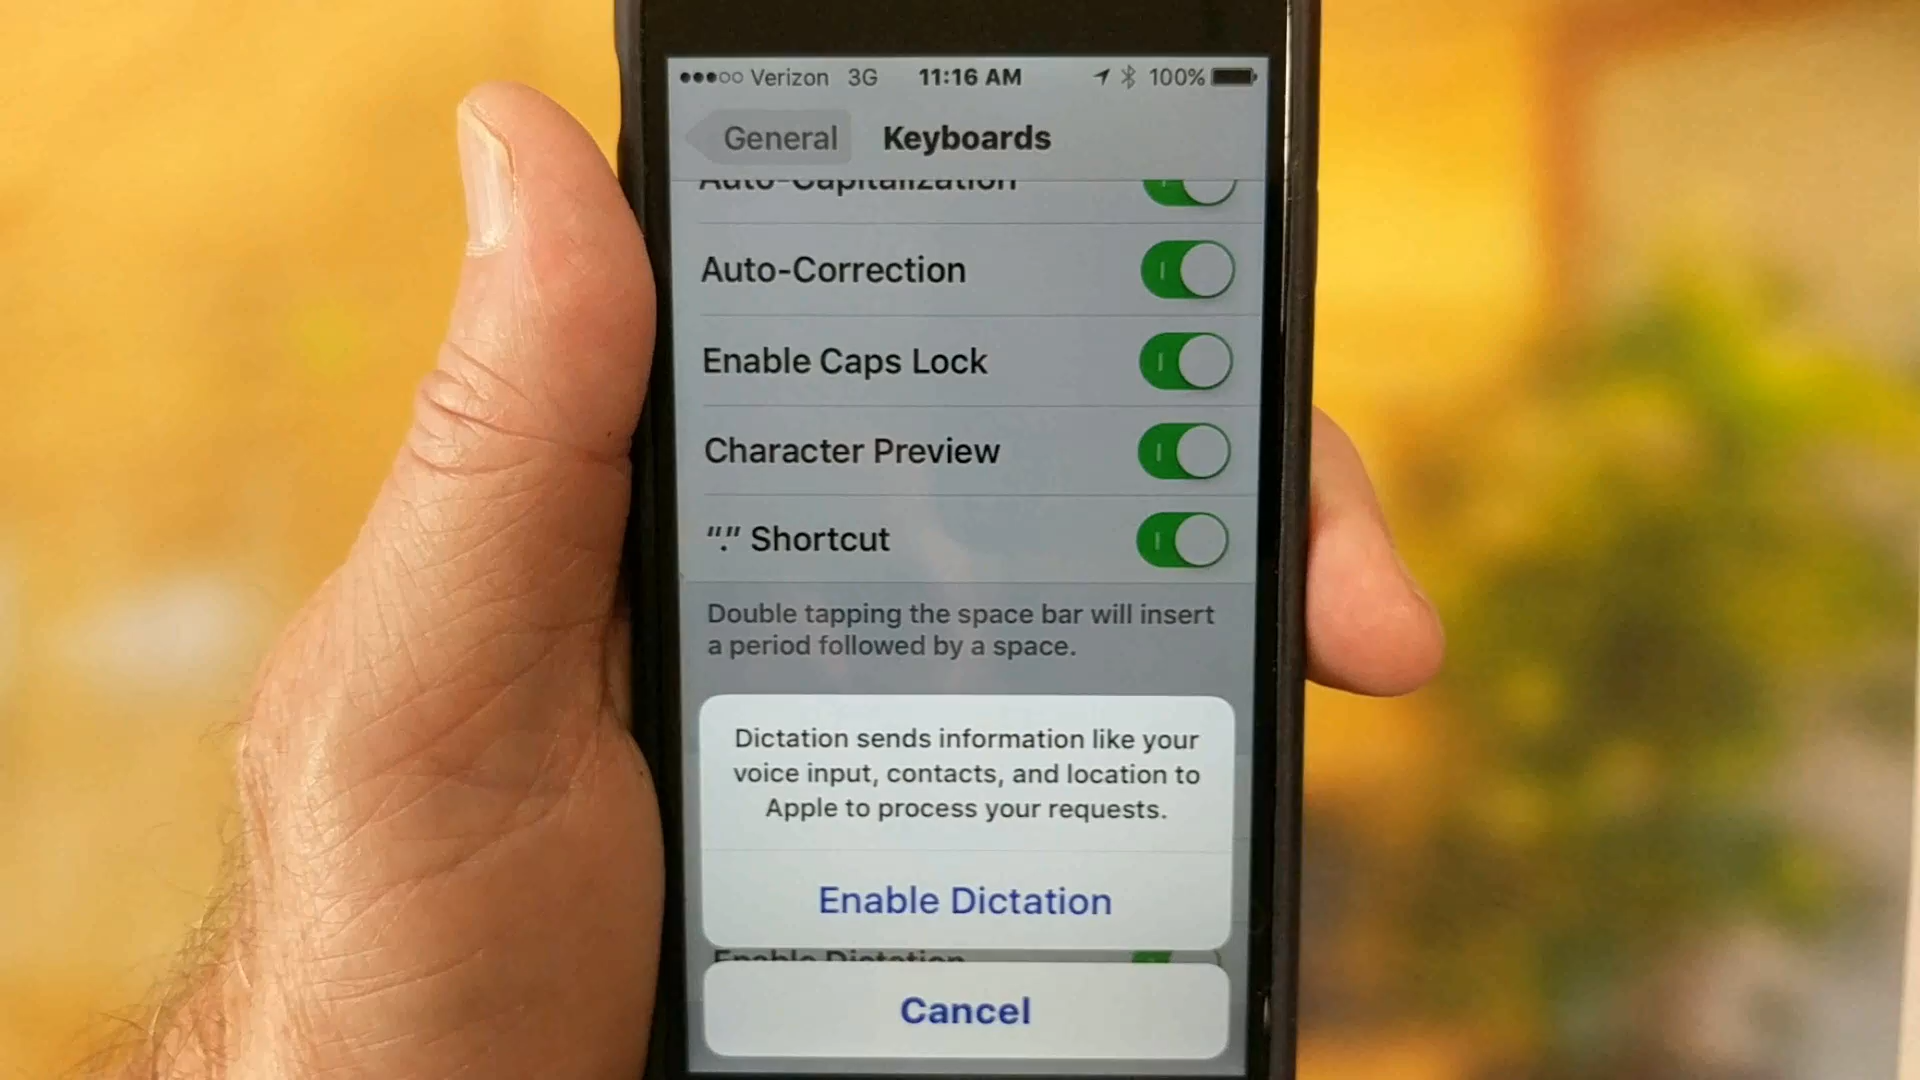 Verizon 3G 11:16 AM 100%
General Keyboards
Auto-Capitalization
Auto-Correction
Enable Caps Lock
Character Preview
“.” Shortcut
Double tapping the space bar will insert
a period followed by a space.
Dictation sends information like your
voice input, contacts, and location to
Apple to process your requests.
Enable Dictation
Enable Dictation
Cancel